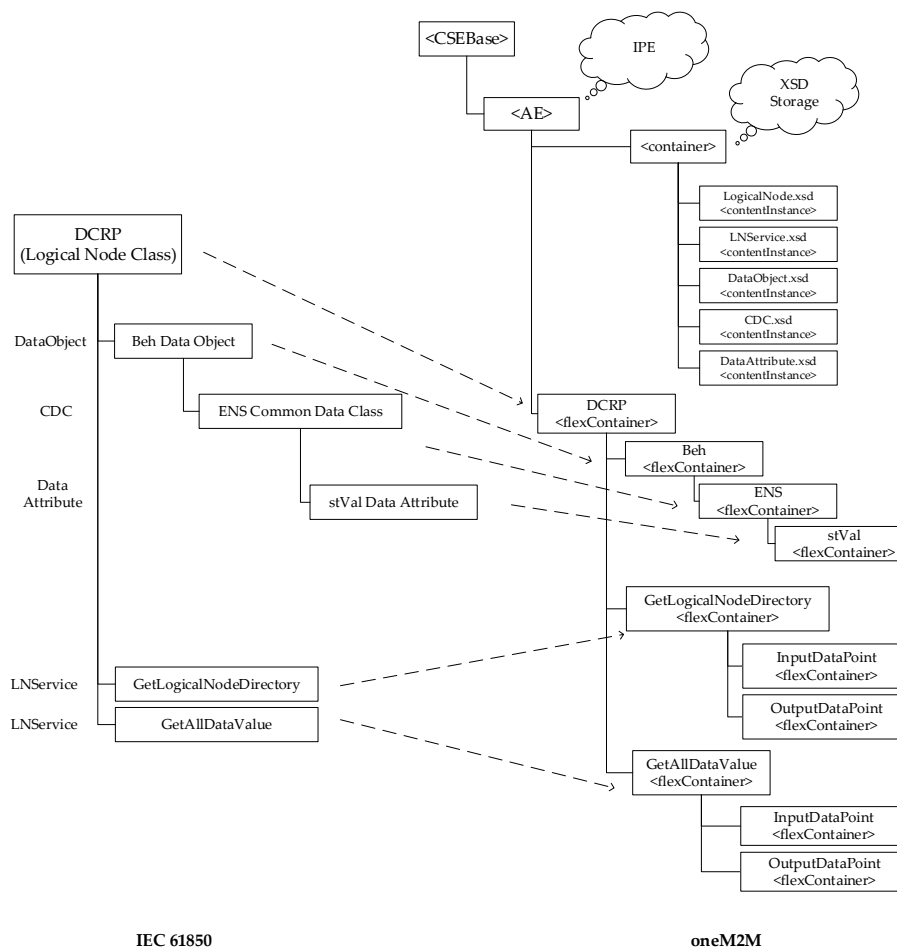 <CSEBase>
IPE
<AE>
XSD
Storage
<container>
LogicalNode.xsd
<contentInstance>
LNService.xsd
<contentInstance>
DataObject.xsd
<contentInstance>
CDC.xsd
<contentInstance>
DataAttribute.xsd
<contentInstance>
DCRP
(Logical Node Class)
DataObject
Beh Data Object
CDC
ENS Common Data Class
Data
Attribute
stVal Data Attribute
LNService
GetLogicalNodeDirectory
LNService
GetAllDataValue
DCRP
<flexContainer>
Beh
<flexContainer>
ENS
<flexContainer>
stVal
<flexContainer>
GetLogicalNodeDirectory
<flexContainer>
InputDataPoint
<flexContainer>
OutputDataPoint
<flexContainer>
GetAllDataValue
<flexContainer>
InputDataPoint
<flexContainer>
OutputDataPoint
<flexContainer>
IEC 61850
oneM2M